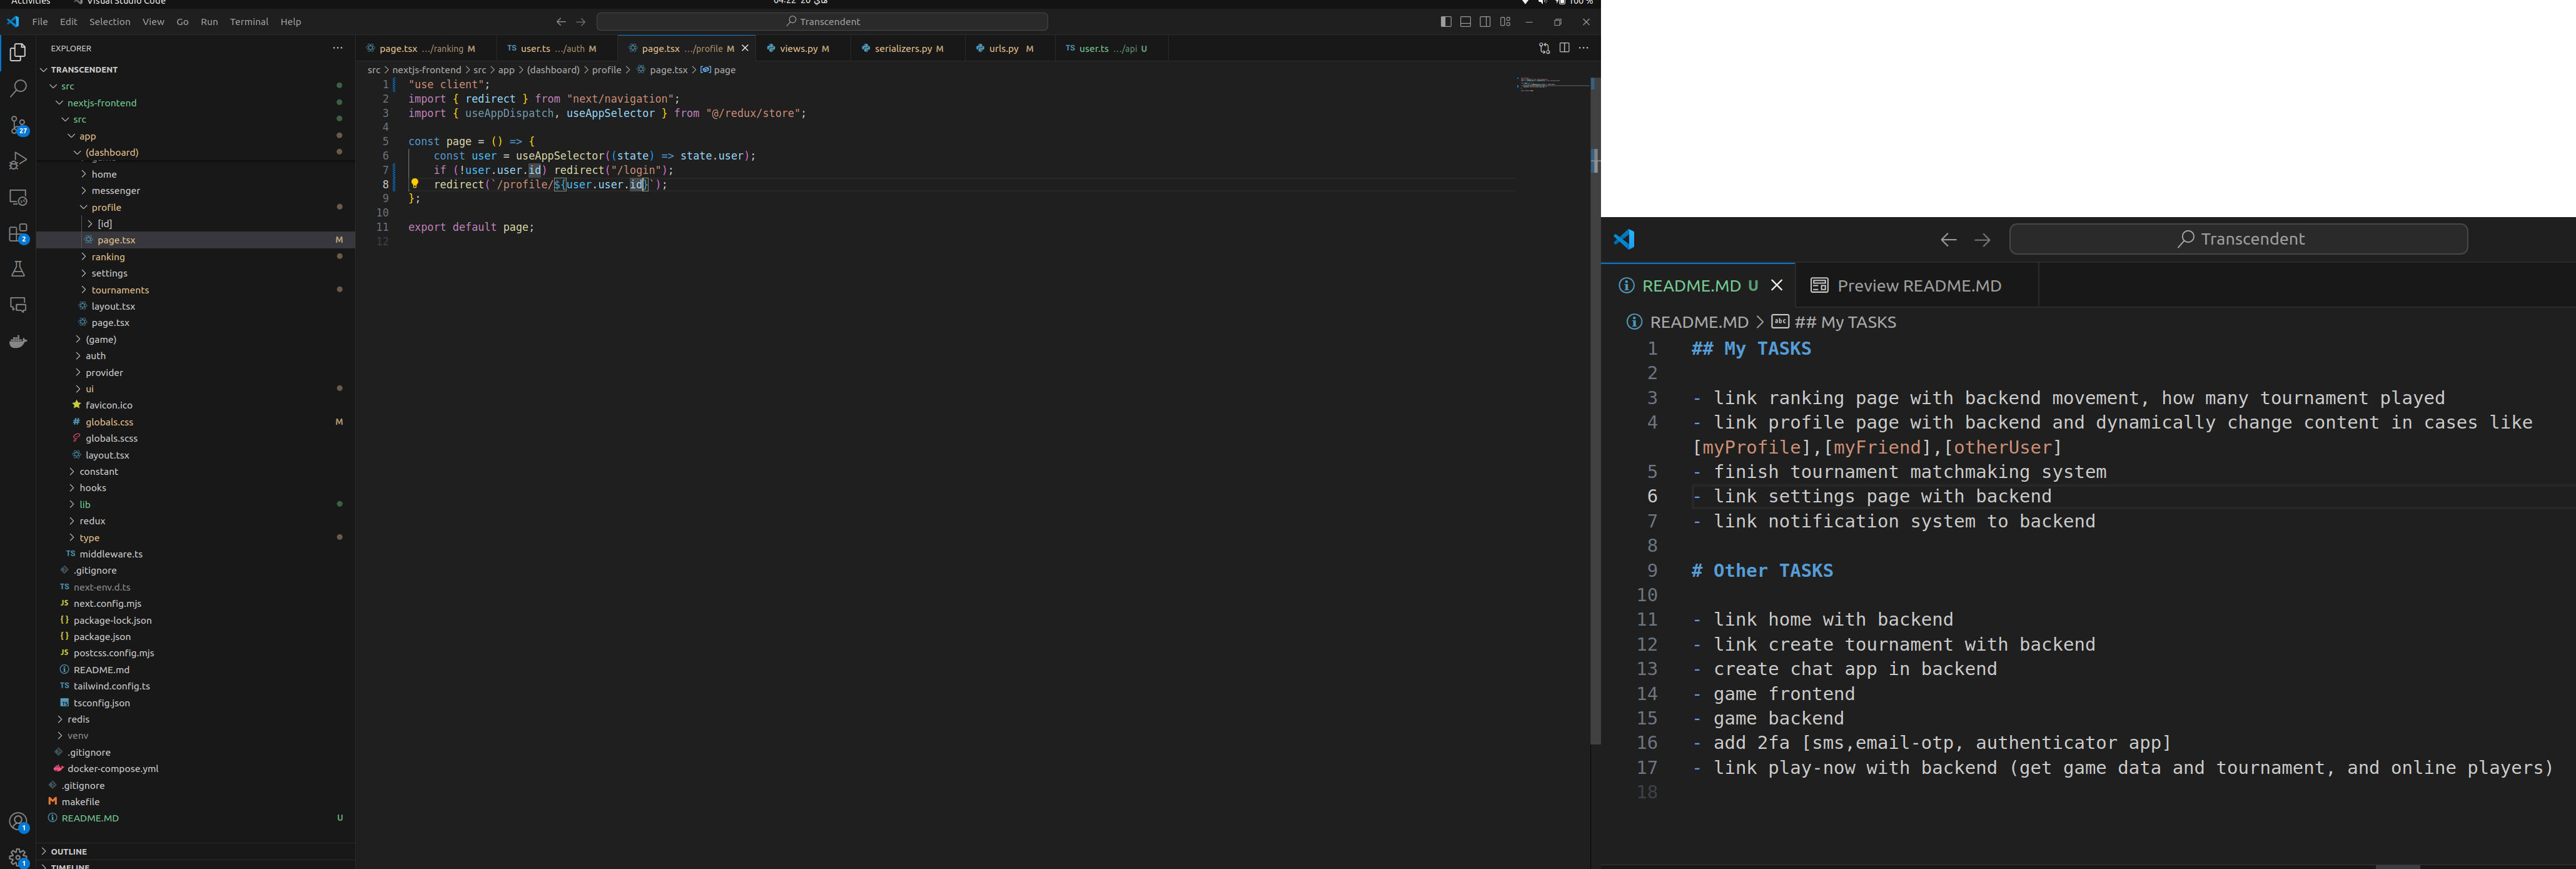 Activities Visual Studio Code
100 %
File Edit Selection View Go Run Terminal Help
Transcendent
EXPLORER
TRANSCENDENT
src
nextjs-frontend
src
app
(dashboard)
home
messenger
profile
[id]
page.tsx M
ranking
settings
tournaments
layout.tsx
page.tsx
(game)
auth
provider
ui
favicon.ico
globals.css M
globals.scss
layout.tsx
constant
hooks
lib
redux
type
middleware.ts
.gitignore
next-env.d.ts
next.config.mjs
package-lock.json
package.json
postcss.config.mjs
README.md
tailwind.config.ts
tsconfig.json
redis
venv
.gitignore
docker-compose.yml
.gitignore
makefile
README.MD U
OUTLINE
TIMELINE
27
2
1
1
page.tsx .../ranking M
TS user.ts .../auth M
page.tsx .../profile M
views.py M
serializers.py M
urls.py M
TS user.ts .../api U
src > nextjs-frontend > src > app > (dashboard) > profile > page.tsx > page
1 "use client";
2 import { redirect } from "next/navigation";
3 import { useAppDispatch, useAppSelector } from "@/redux/store";
4
5 const page = () => {
6 const user = useAppSelector((state) => state.user);
7 if (!user.user.id) redirect("/login");
8 redirect(`/profile/${user.user.id}`);
9 };
10
11 export default page;
12
Transcendent
README.MD U
Preview README.MD
README.MD > abc ## My TASKS
1 ## My TASKS
2
3 - link ranking page with backend movement, how many tournament played
4 - link profile page with backend and dynamically change content in cases like
[myProfile],[myFriend],[otherUser]
5 - finish tournament matchmaking system
6 - link settings page with backend
7 - link notification system to backend
8
9 # Other TASKS
10
11 - link home with backend
12 - link create tournament with backend
13 - create chat app in backend
14 - game frontend
15 - game backend
16 - add 2fa [sms,email-otp, authenticator app]
17 - link play-now with backend (get game data and tournament, and online players)
18